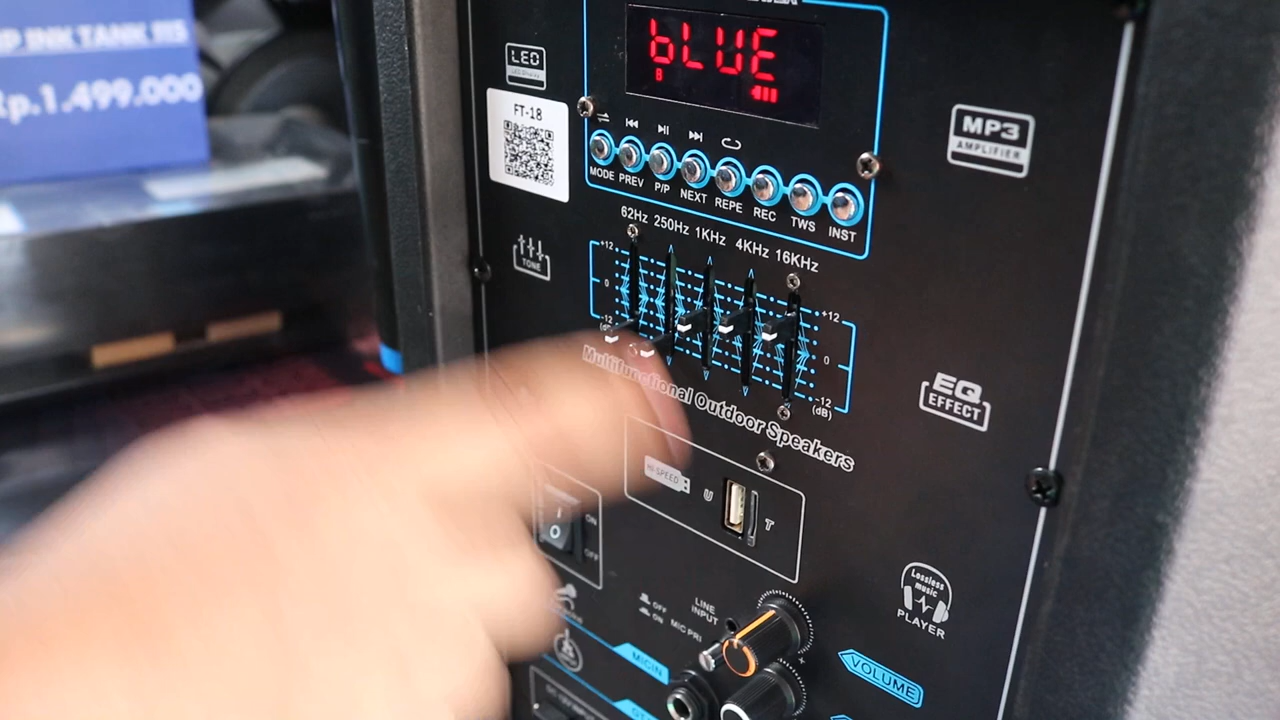 P INK TANK 115
Rp.1.499.000
LED
FT-18
bLUE
MP3
AMPLIFIER
MODE PREV P/P NEXT REPE REC TWS INST
62Hz 250Hz 1KHz 4KHz 16KHz
TONE
+12
0
-12
+12
0
-12
(dB)
Multifunctional Outdoor Speakers
EQ
EFFECT
HI-SPEED
U
T
I
O
ON
OFF
Lossless
music
PLAYER
OFF
ON
LINE
INPUT
MIC PRI
MIC IN
VOLUME